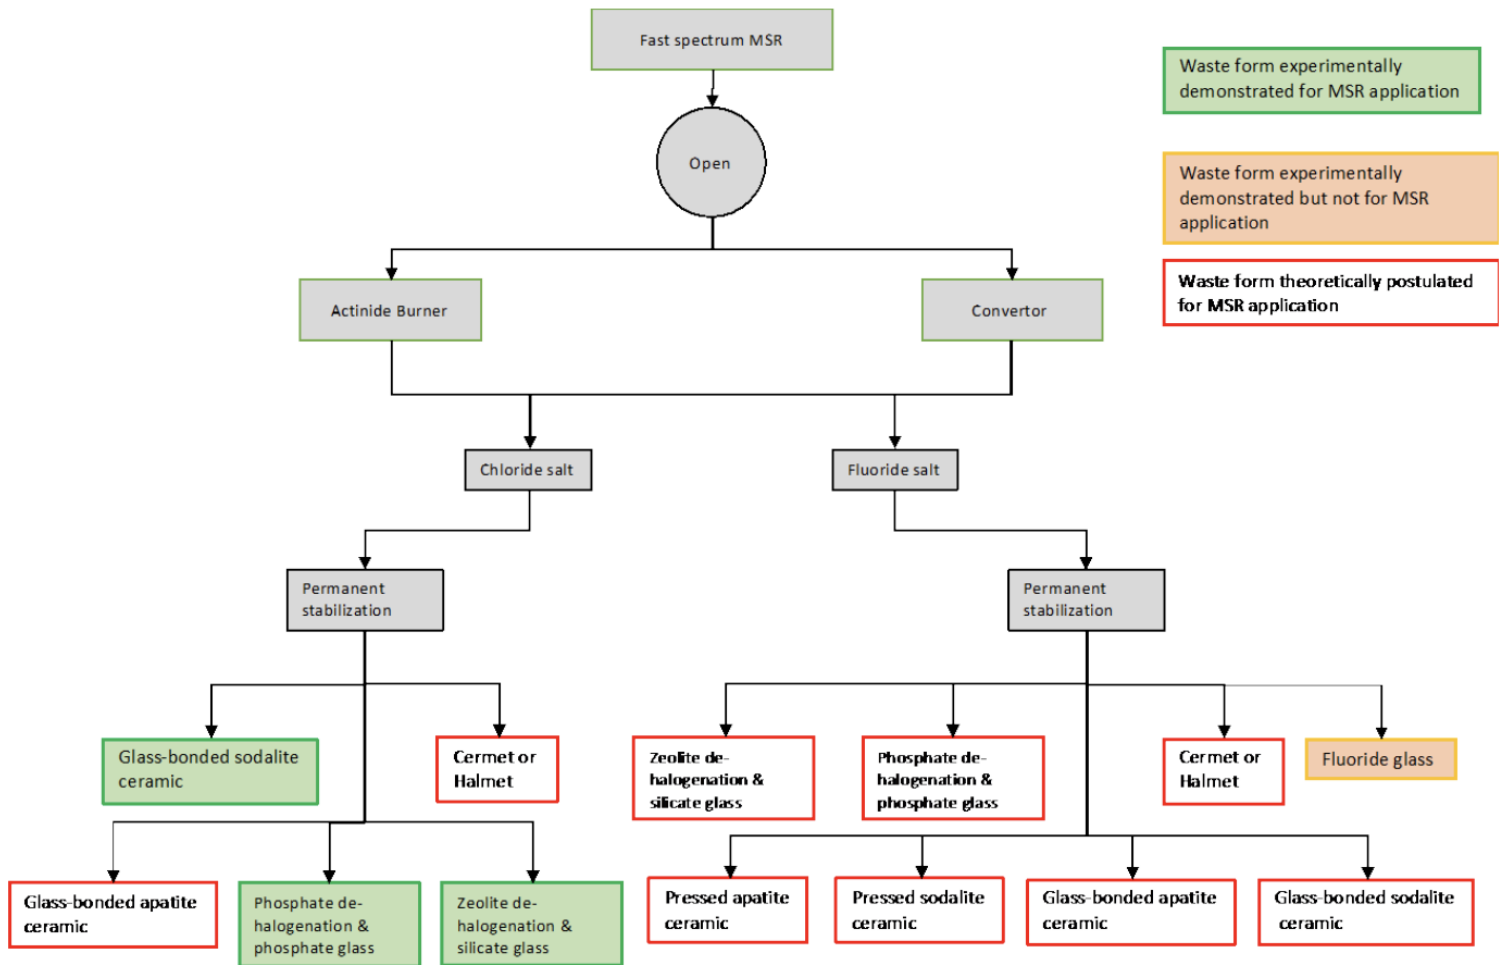 Fast spectrum MSR
Waste form experimentally
demonstrated for MSR application
Open
Waste form experimentally
demonstrated but not for MSR
application
Waste form theoretically postulated
for MSR application
Actinide Burner
Convertor
Chloride salt
Fluoride salt
Permanent
stabilization
Permanent
stabilization
Glass-bonded sodalite
ceramic
Cermet or
Halmet
Zeolite de-
halogenation &
silicate glass
Phosphate de-
halogenation &
phosphate glass
Cermet or
Halmet
Fluoride glass
Glass-bonded apatite
ceramic
Phosphate de-
halogenation &
phosphate glass
Zeolite de-
halogenation &
silicate glass
Pressed apatite
ceramic
Pressed sodalite
ceramic
Glass-bonded apatite
ceramic
Glass-bonded sodalite
ceramic